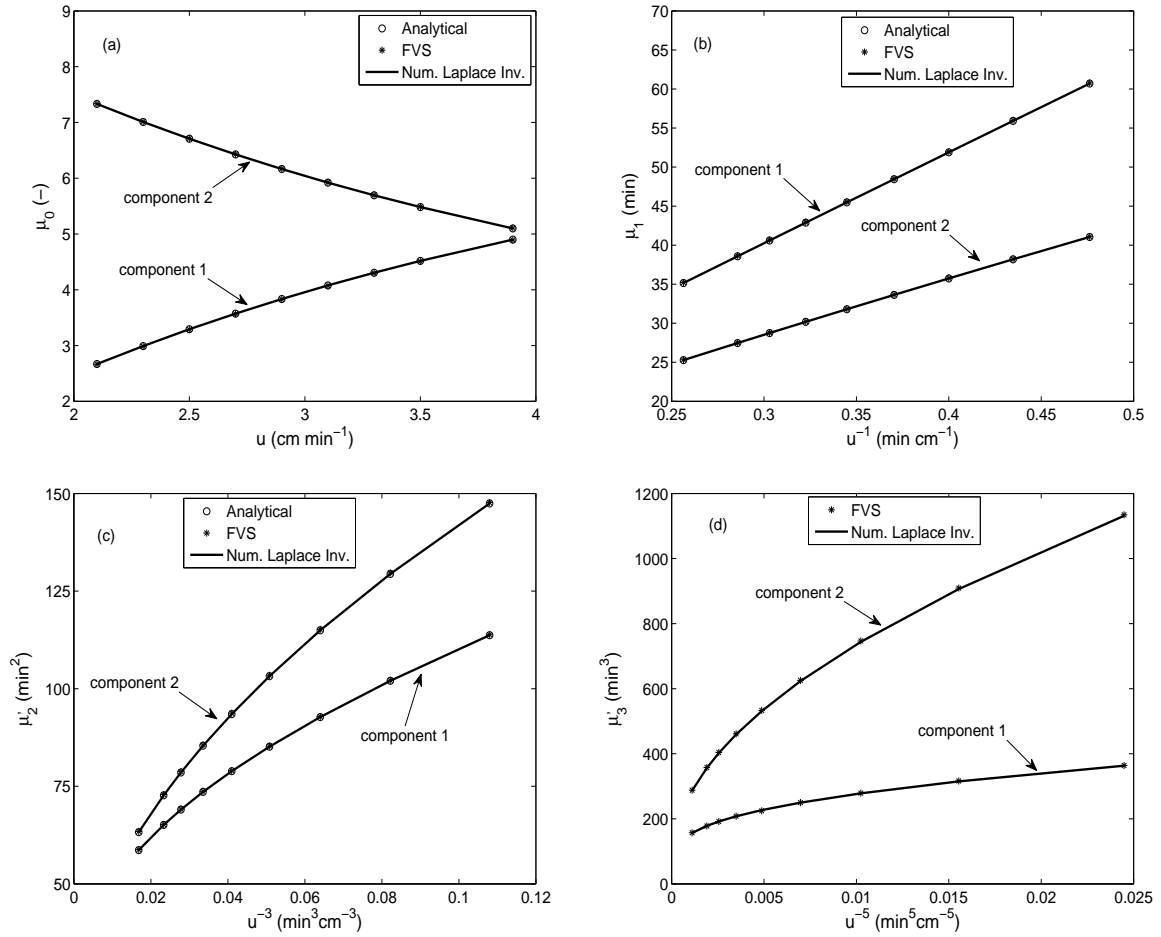 (a)
Analytical
FVS
Num. Laplace Inv.
component 2
component 1
9
8
7
6
5
4
3
2
μ0 (−)
2 2.5 3 3.5 4
u (cm min−1)
(b)
Analytical
FVS
Num. Laplace Inv.
component 1
component 2
70
65
60
55
50
45
40
35
30
25
20
μ1 (min)
0.25 0.3 0.35 0.4 0.45 0.5
u−1 (min cm−1)
(c)
Analytical
FVS
Num. Laplace Inv.
component 2
component 1
150
125
100
75
50
μ'2 (min2)
0 0.02 0.04 0.06 0.08 0.1 0.12
u−3 (min3cm−3)
(d)
FVS
Num. Laplace Inv.
component 2
component 1
1200
1000
800
600
400
200
0
μ'3 (min3)
0 0.005 0.01 0.015 0.02 0.025
u−5 (min5cm−5)